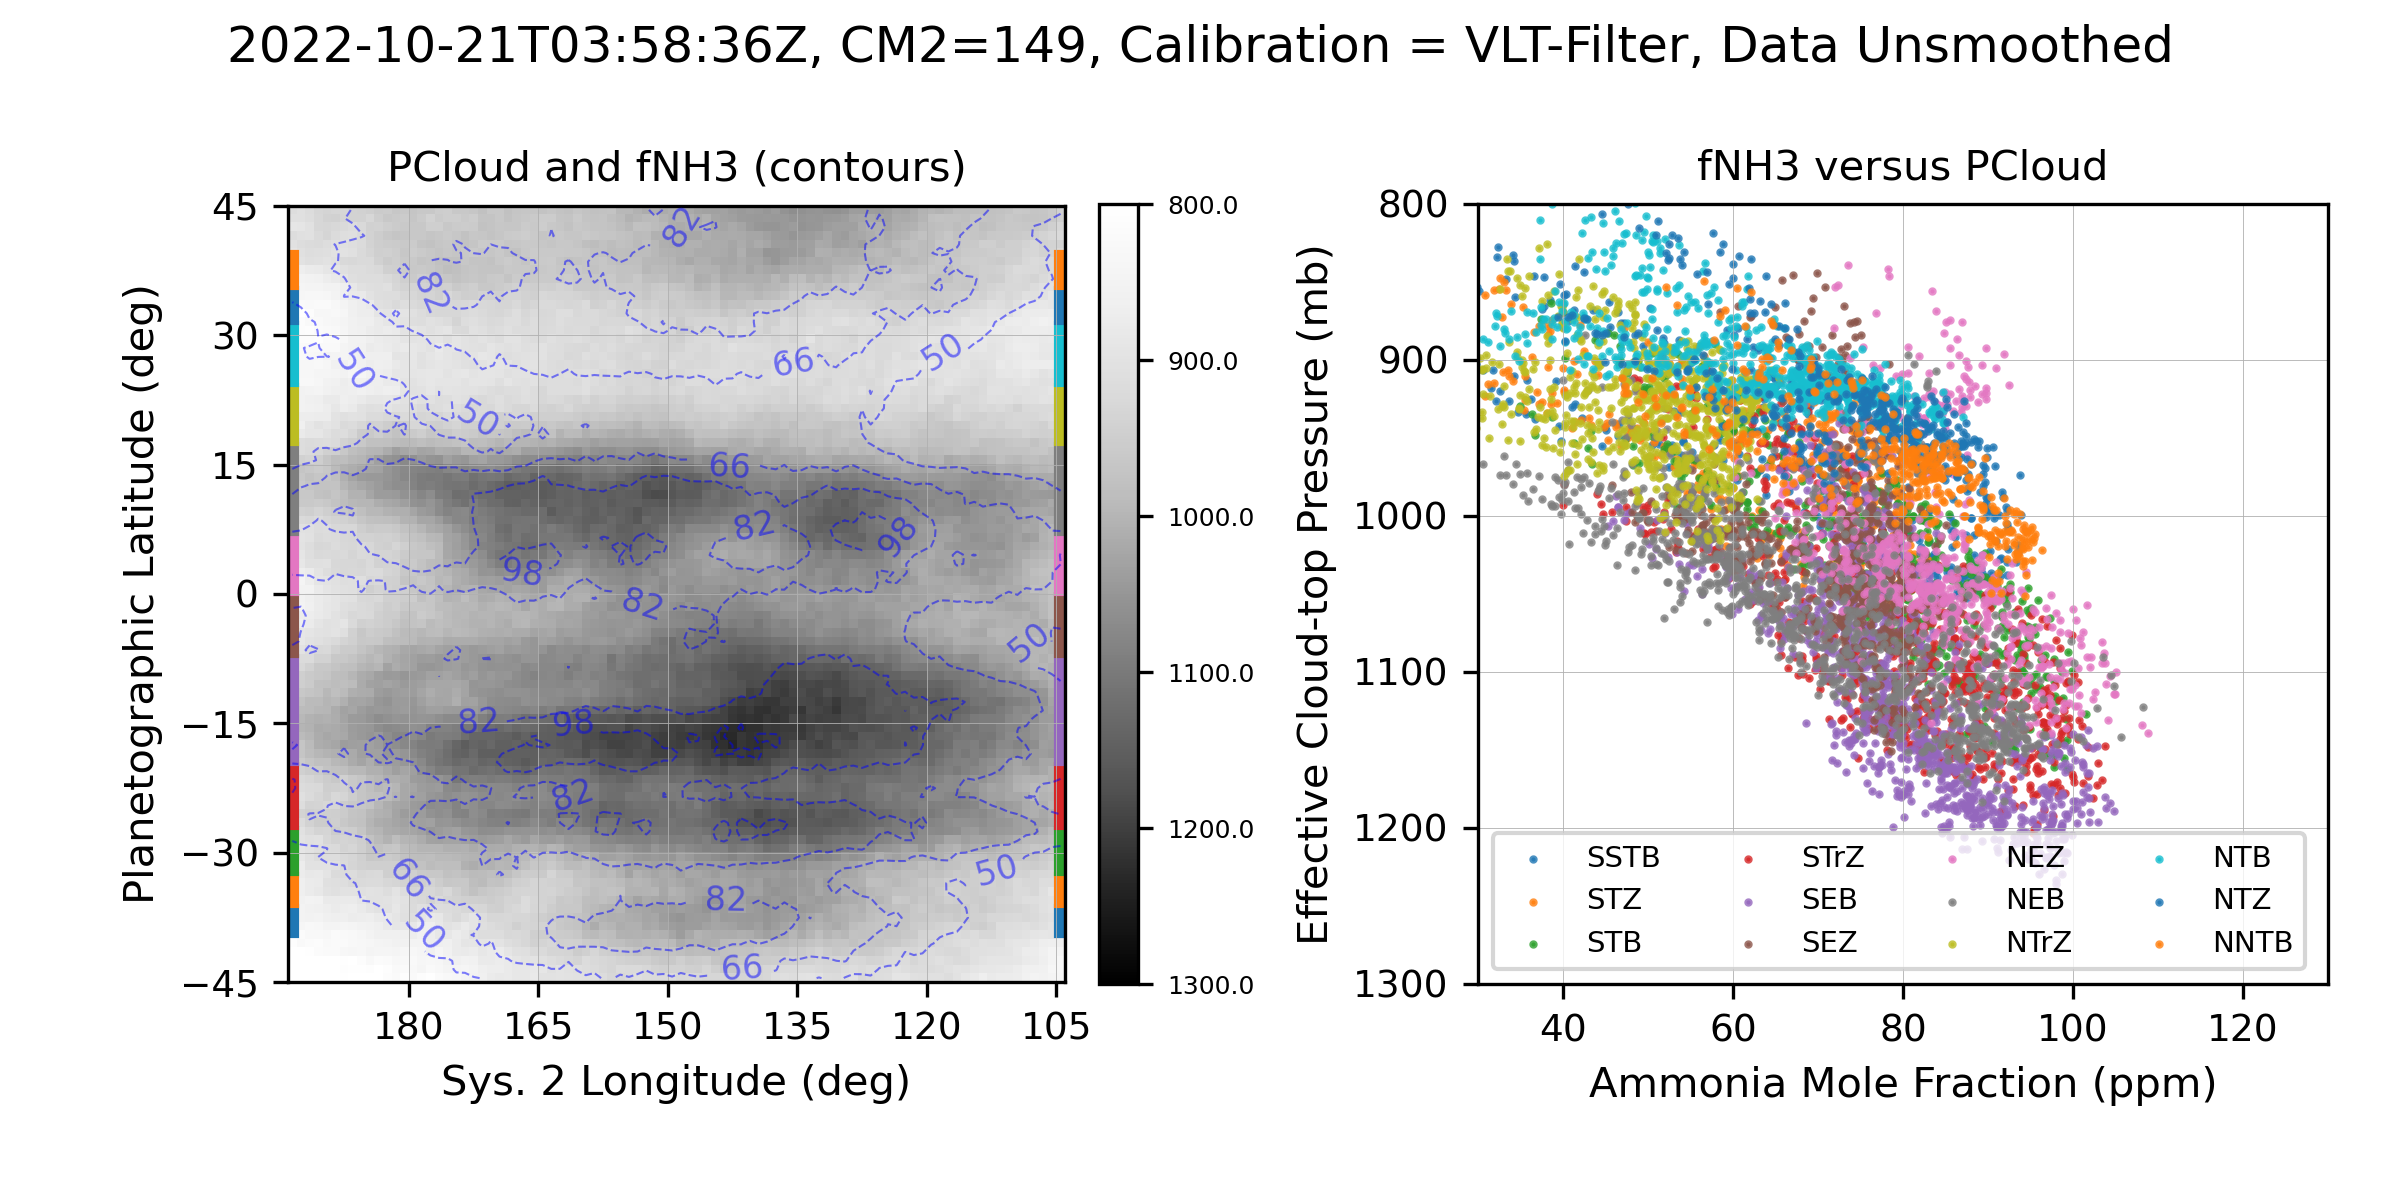 2022-10-21T03:58:36Z, CM2=149, Calibration = VLT-Filter, Data Unsmoothed
PCloud and fNH3 (contours)
Planetographic Latitude (deg)
45
30
15
0
−15
−30
−45
82
82
50
66
50
50
66
82
98
98
82
50
82
98
82
66
50
82
50
66
180
165
150
135
120
105
Sys. 2 Longitude (deg)
800.0
900.0
1000.0
1100.0
1200.0
1300.0
fNH3 versus PCloud
Effective Cloud-top Pressure (mb)
800
900
1000
1100
1200
1300
SSTB
STZ
STB
STrZ
SEB
SEZ
NEZ
NEB
NTrZ
NTB
NTZ
NNTB
40
60
80
100
120
Ammonia Mole Fraction (ppm)